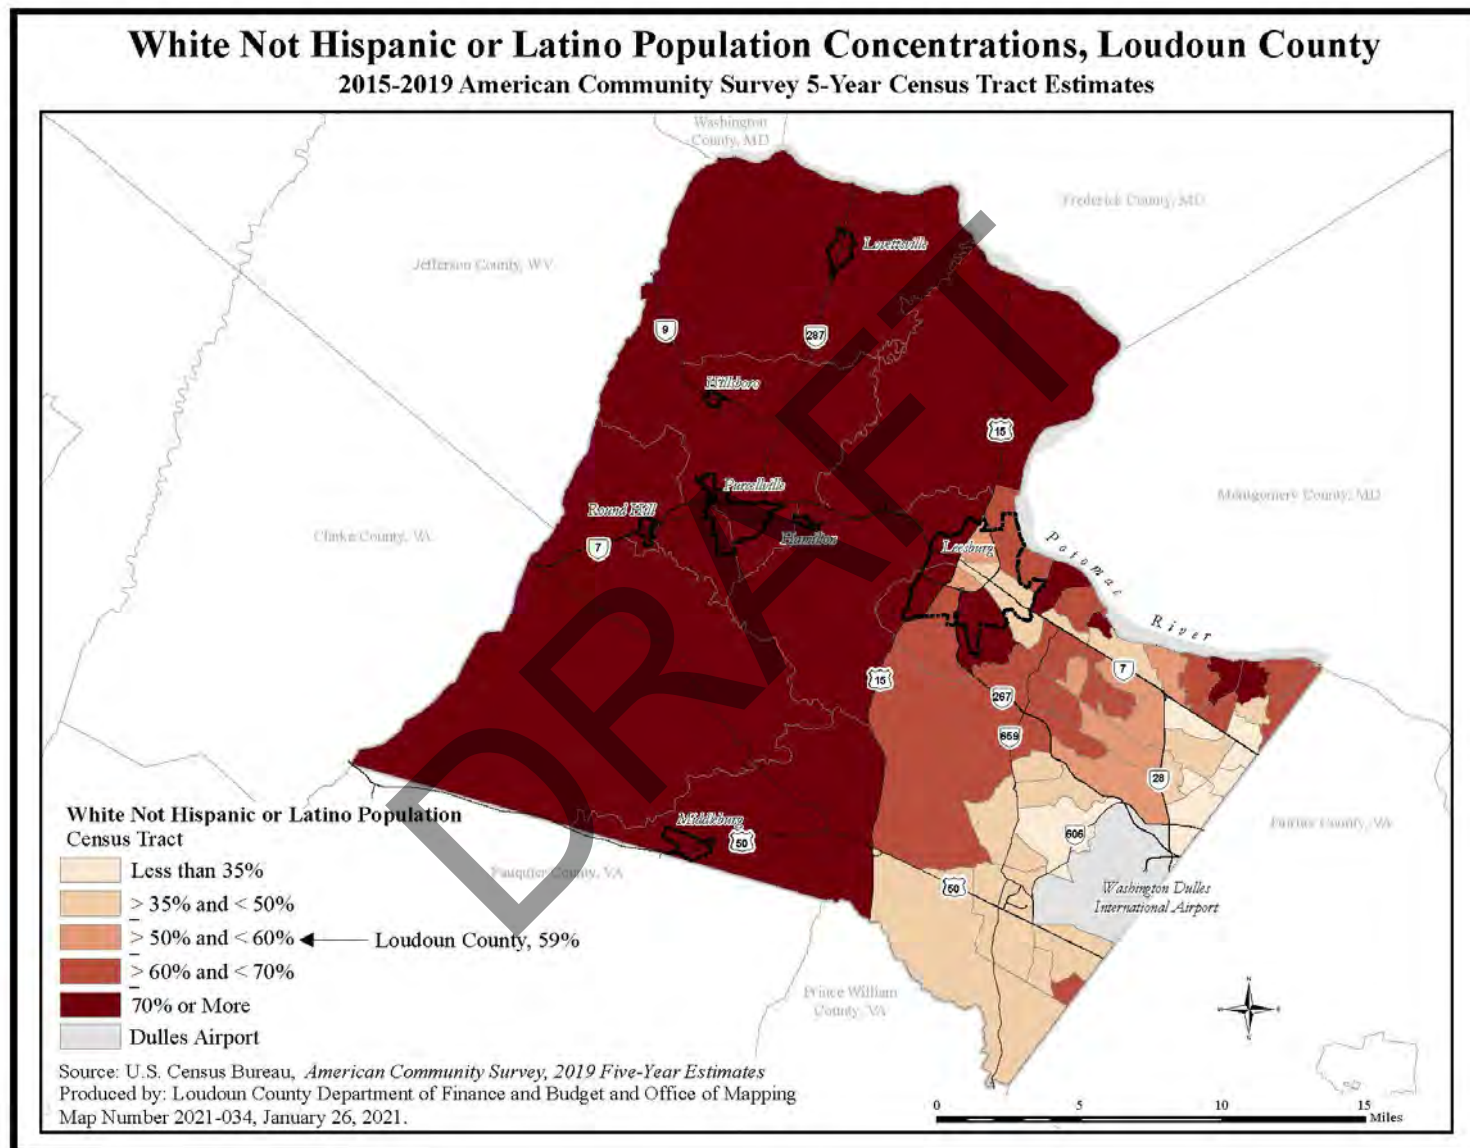 White Not Hispanic or Latino Population Concentrations, Loudoun County
2015-2019 American Community Survey 5-Year Census Tract Estimates
Washington
County, MD
Frederick County, MD
Lovettsville
Jefferson County, WV
9
287
Hillsboro
15
Purcellville
Montgomery County, MD
Round Hill
Clarke County, VA
Hamilton
7
Leesburg
Potomac River
15
7
267
659
28
White Not Hispanic or Latino Population
Census Tract
Less than 35%
> 35% and < 50%
> 50% and < 60%
Loudoun County, 59%
> 60% and < 70%
70% or More
Dulles Airport
Middleburg
50
606
Fairfax County, VA
Fauquier County, VA
50
Washington Dulles
International Airport
Prince William
County, VA
N
W
E
S
DRAFT
Source: U.S. Census Bureau, American Community Survey, 2019 Five-Year Estimates
Produced by: Loudoun County Department of Finance and Budget and Office of Mapping
Map Number 2021-034, January 26, 2021.
0 5 10 15
Miles